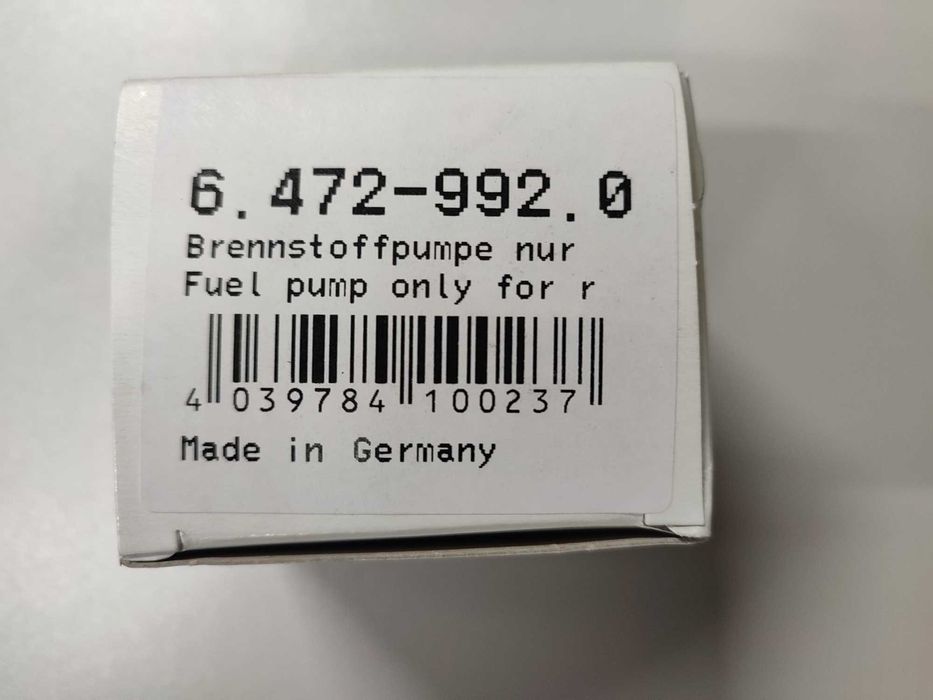 6.472-992.0
Brennstoffpumpe nur
Fuel pump only for r
4 039784 100237
Made in Germany